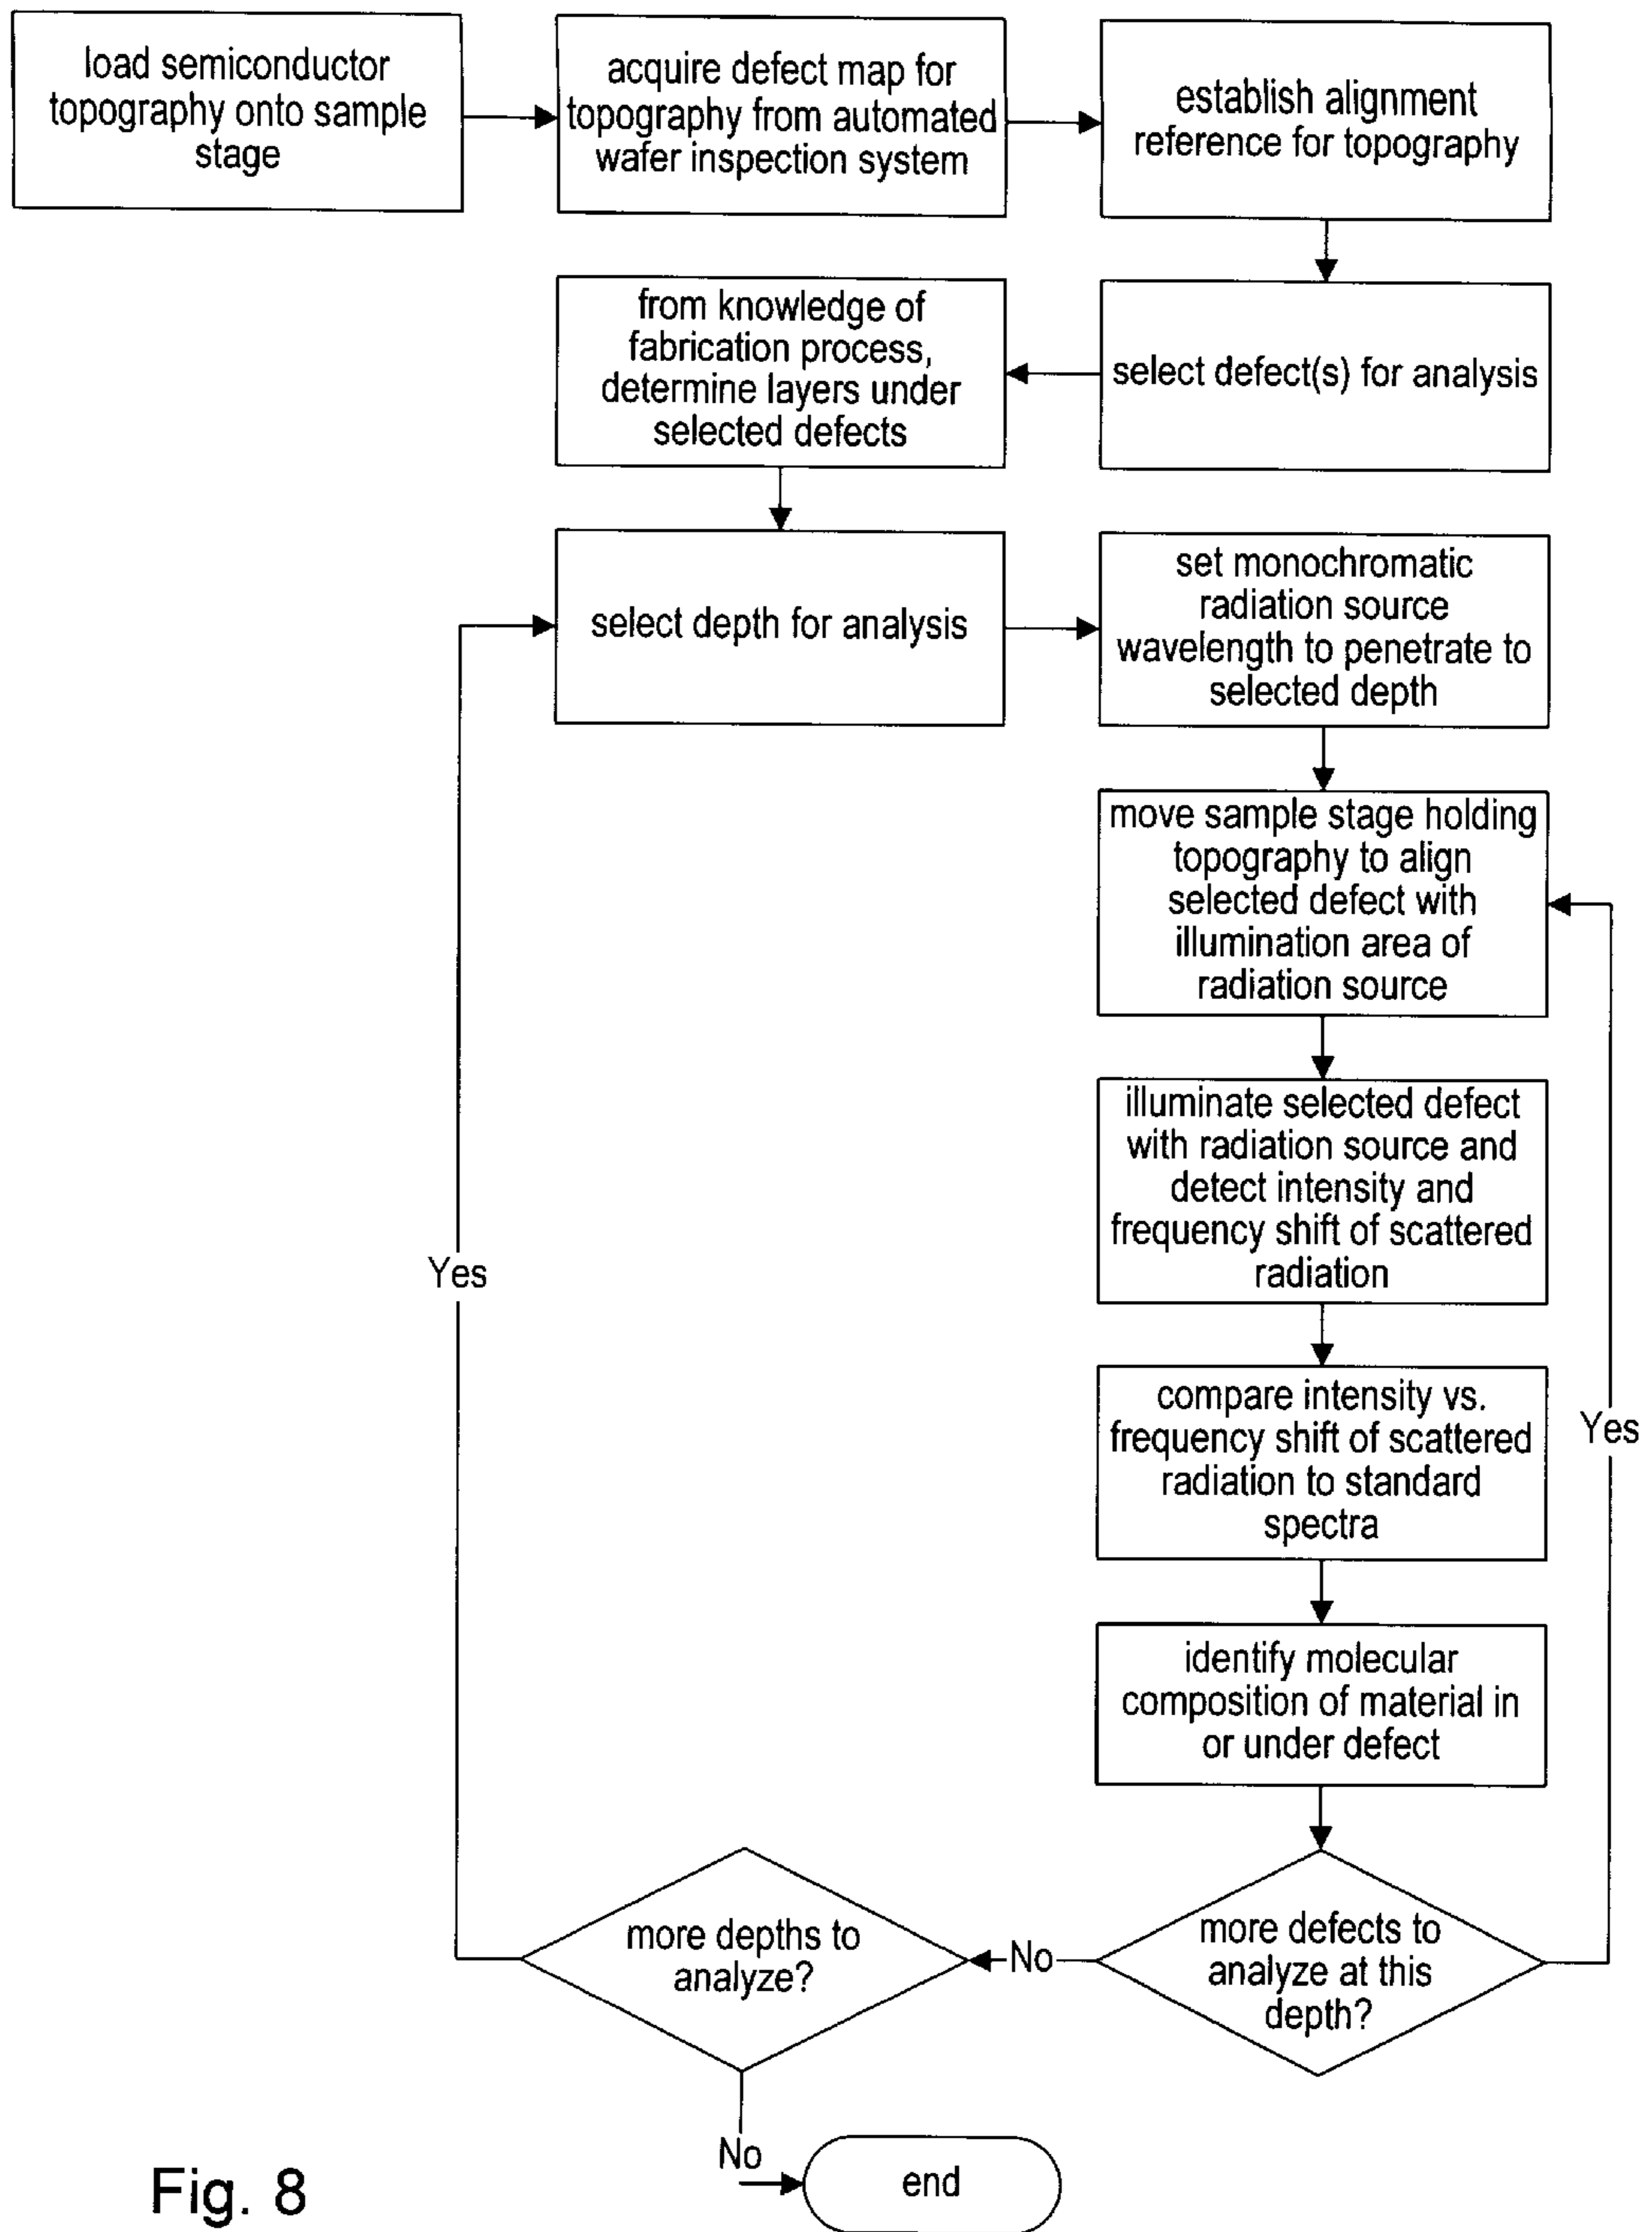 load semiconductor
topography onto sample
stage
acquire defect map for
topography from automated
wafer inspection system
establish alignment
reference for topography
select defect(s) for analysis
from knowledge of
fabrication process,
determine layers under
selected defects
select depth for analysis
set monochromatic
radiation source
wavelength to penetrate to
selected depth
move sample stage holding
topography to align
selected defect with
illumination area of
radiation source
illuminate selected defect
with radiation source and
detect intensity and
frequency shift of scattered
radiation
compare intensity vs.
frequency shift of scattered
radiation to standard
spectra
identify molecular
composition of material in
or under defect
more defects to
analyze at this
depth?
Yes
No
more depths to
analyze?
Yes
No
end
Fig. 8